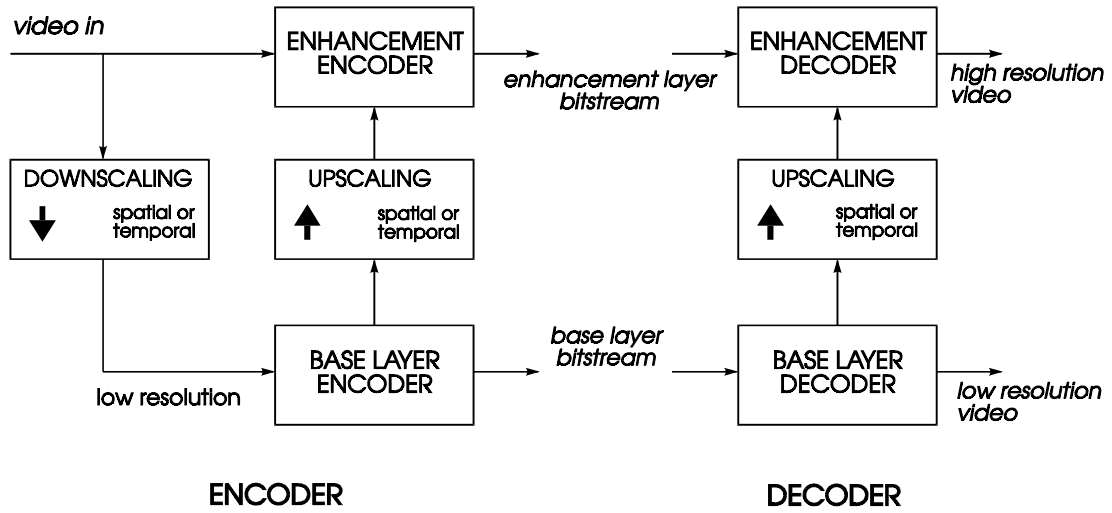 video in
ENHANCEMENT
ENCODER
enhancement layer
bitstream
ENHANCEMENT
DECODER
high resolution
video
DOWNSCALING
spatial or
temporal
UPSCALING
spatial or
temporal
UPSCALING
spatial or
temporal
low resolution
BASE LAYER
ENCODER
base layer
bitstream
BASE LAYER
DECODER
low resolution
video
ENCODER
DECODER